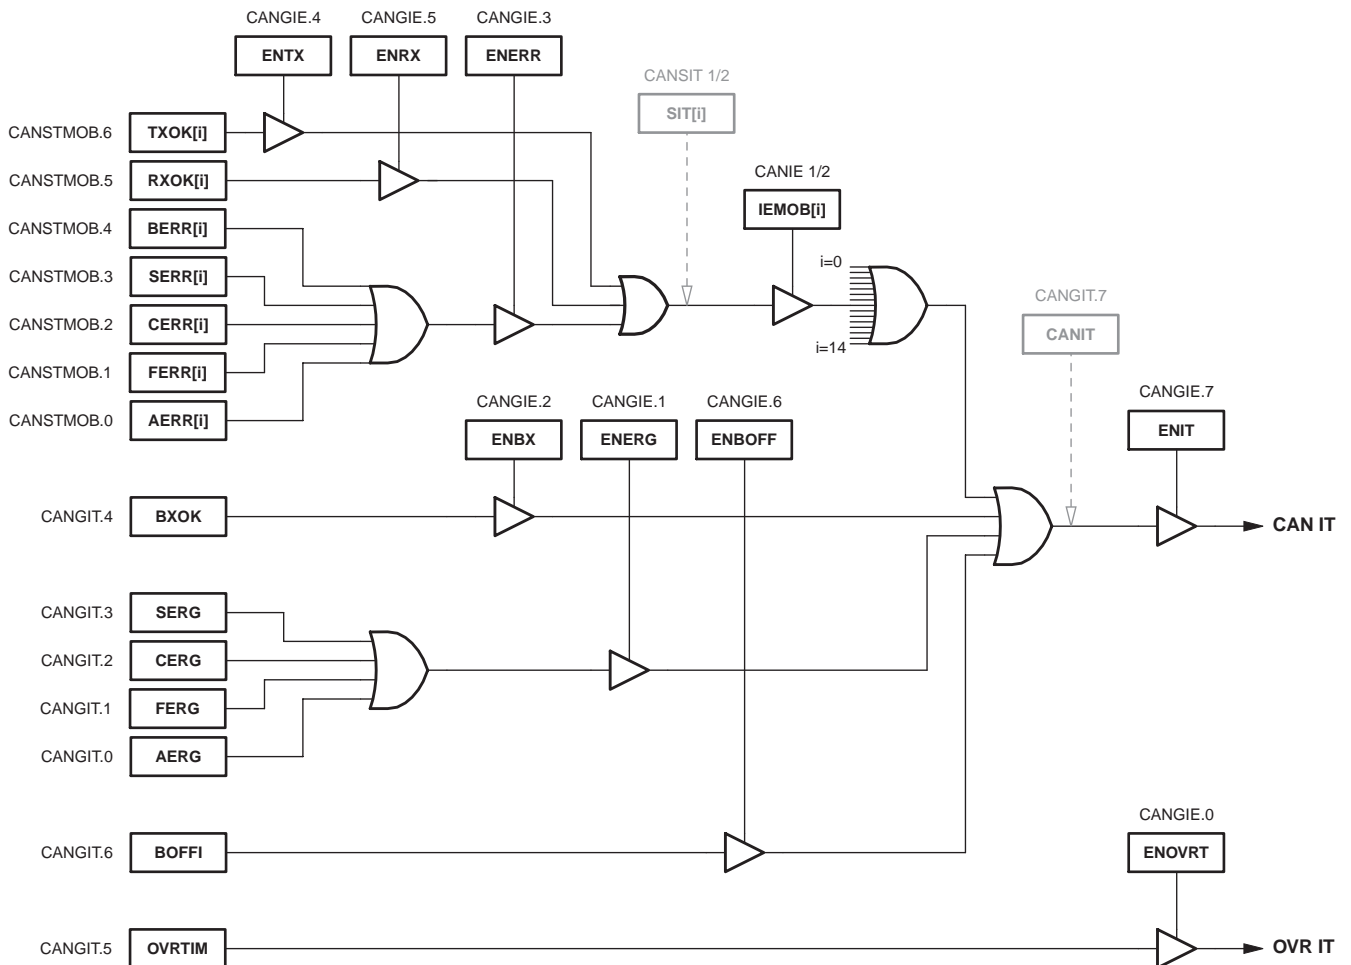 CANGIE.4 CANGIE.5 CANGIE.3
ENTX ENRX ENERR
CANSIT 1/2
SIT[i]
CANSTMOB.6 TXOK[i]
CANSTMOB.5 RXOK[i]
CANIE 1/2
IEMOB[i]
CANSTMOB.4 BERR[i]
CANSTMOB.3 SERR[i]
i=0
CANGIT.7
CANIT
CANSTMOB.2 CERR[i]
i=14
CANSTMOB.1 FERR[i]
CANSTMOB.0 AERR[i]
CANGIE.2 CANGIE.1 CANGIE.6
ENBX ENERG ENBOFF
CANGIE.7
ENIT
CANGIT.4 BXOK
CAN IT
CANGIT.3 SERG
CANGIT.2 CERG
CANGIT.1 FERG
CANGIT.0 AERG
CANGIE.0
ENOVRT
CANGIT.6 BOFFI
CANGIT.5 OVRTIM
OVR IT